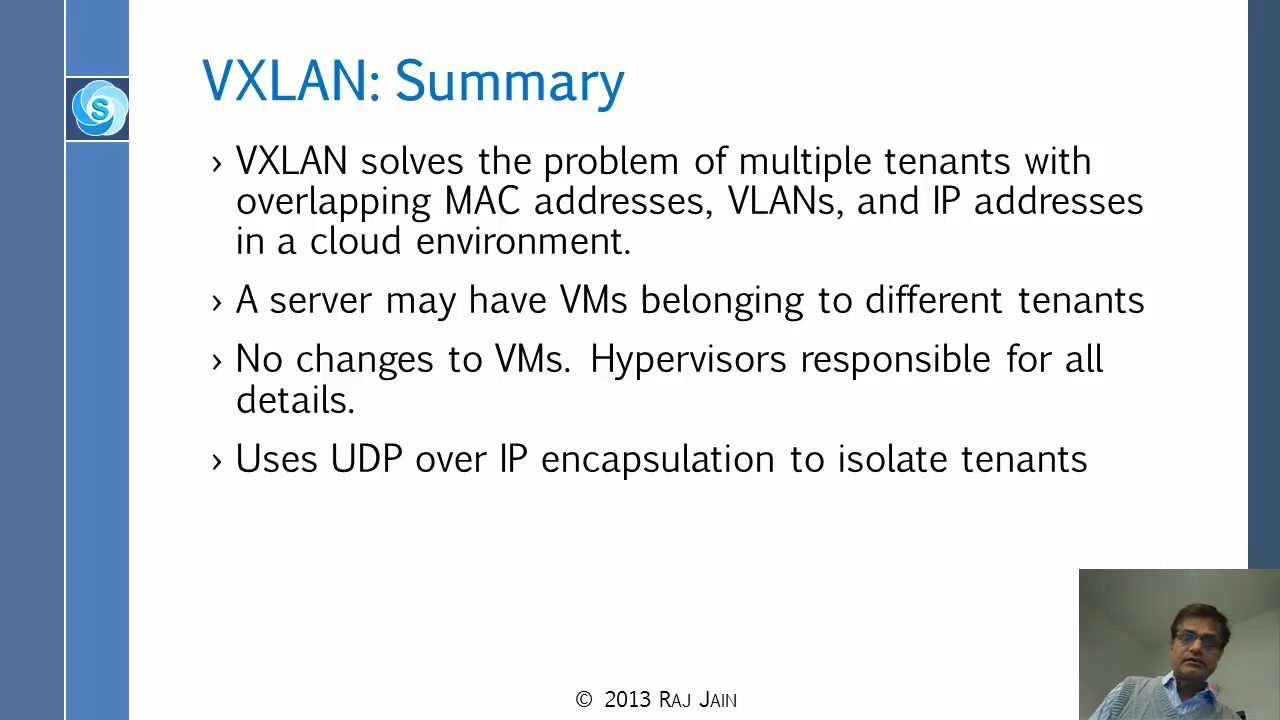 VXLAN: Summary
S
› VXLAN solves the problem of multiple tenants with
overlapping MAC addresses, VLANs, and IP addresses
in a cloud environment.
› A server may have VMs belonging to different tenants
› No changes to VMs. Hypervisors responsible for all
details.
› Uses UDP over IP encapsulation to isolate tenants
© 2013 RAJ JAIN